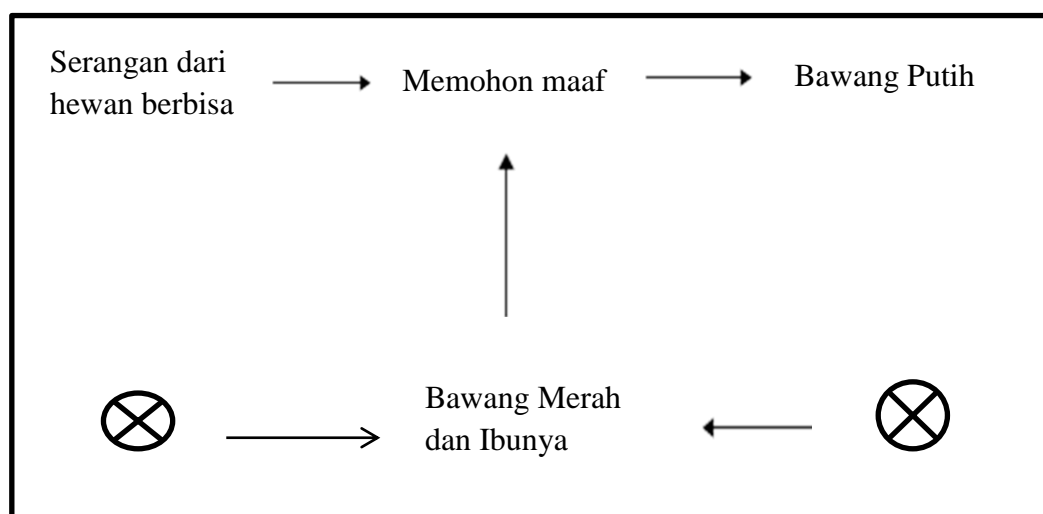 Serangan dari
hewan berbisa
Memohon maaf
Bawang Putih
Bawang Merah
dan Ibunya